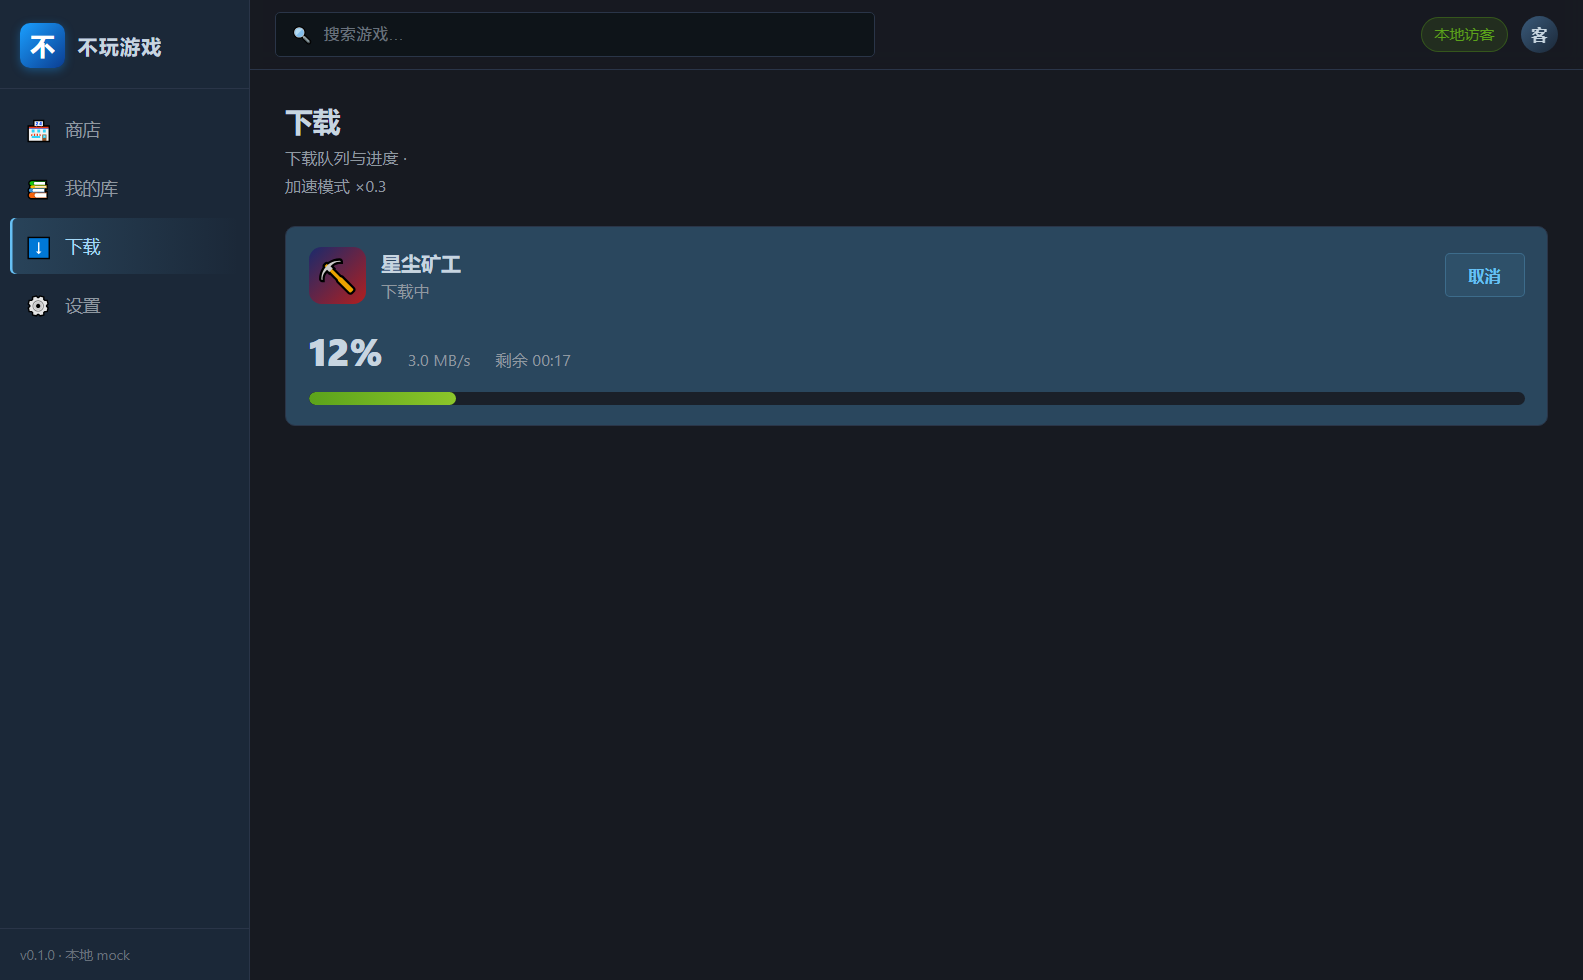 不 不玩游戏
搜索游戏...
本地访客
客
商店
我的库
下载
设置
下载
下载队列与进度 ·
加速模式 ×0.3
星尘矿工
下载中
取消
12% 3.0 MB/s 剩余 00:17
v0.1.0 · 本地 mock